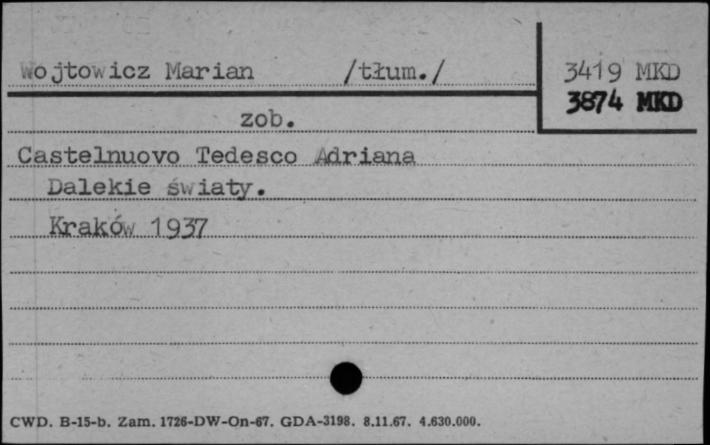 Wojtowicz Marian /tłum./
3419 MKD
3874 MKD
zob.
Castelnuovo Tedesco Adriana
Dalekie światy.
Kraków 1937
CWD. B-15-b. Zam. 1726-DW-On-67. GDA-3198. 8.11.67. 4.630.000.